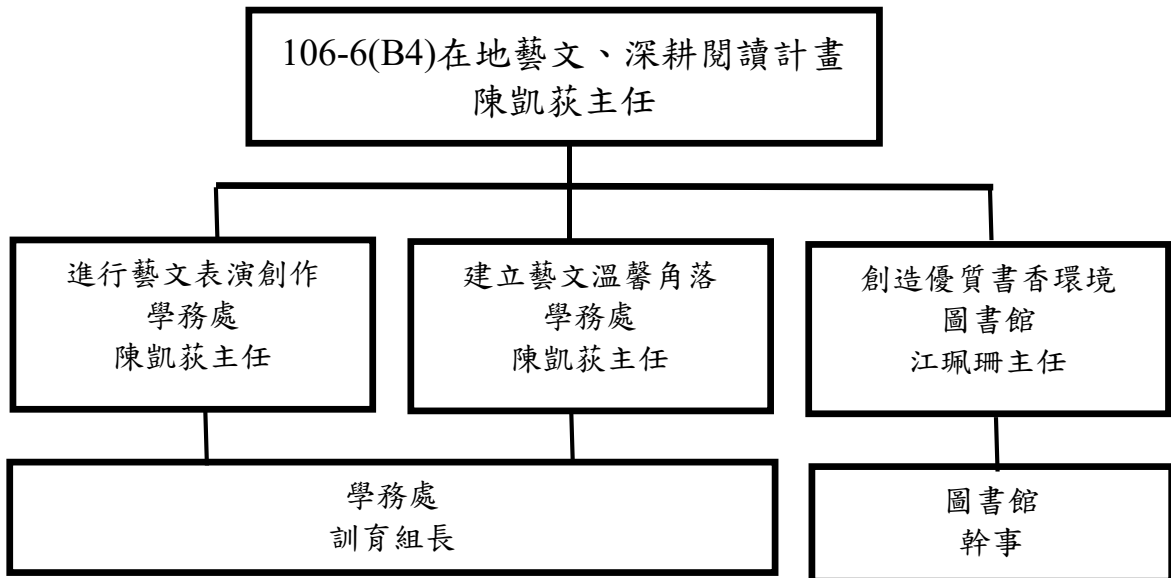 106-6(B4)在地藝文、深耕閱讀計畫
陳凱荻主任
進行藝文表演創作
學務處
陳凱荻主任
建立藝文溫馨角落
學務處
陳凱荻主任
創造優質書香環境
圖書館
江珮珊主任
學務處
訓育組長
圖書館
幹事